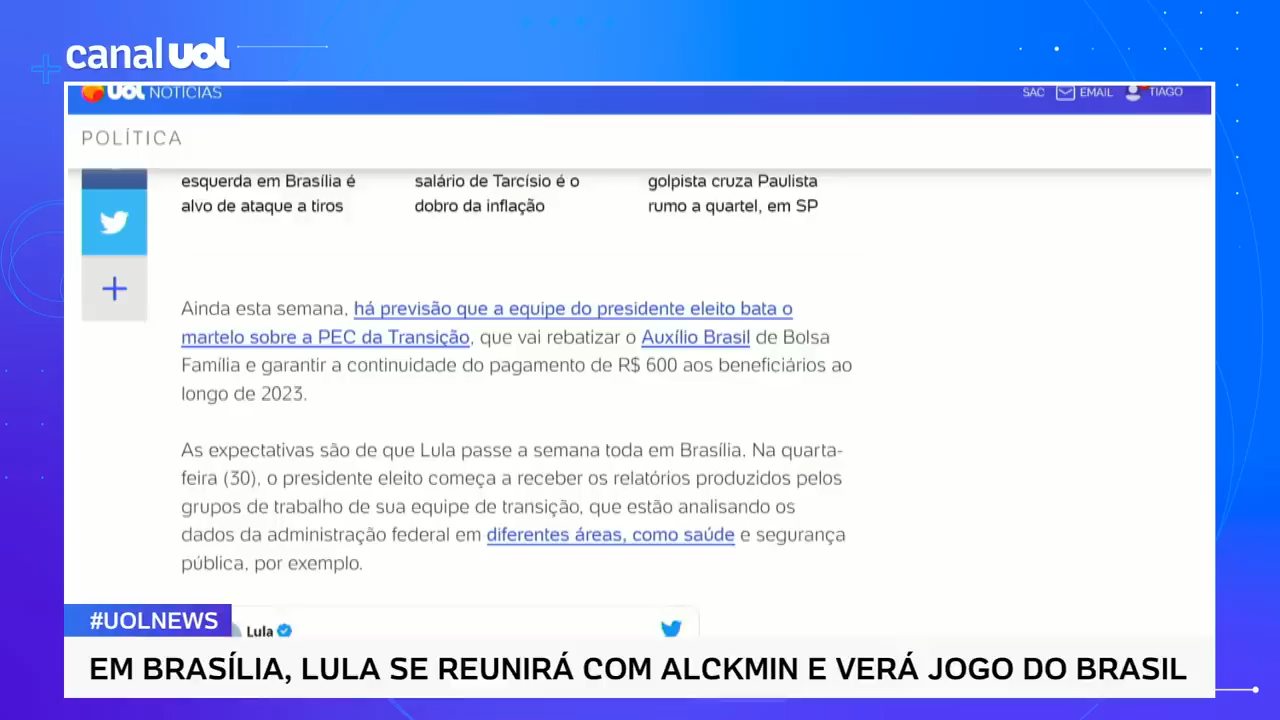 canal UOL
UOL NOTÍCIAS
SAC EMAIL TIAGO
POLÍTICA
esquerda em Brasília é
alvo de ataque a tiros
salário de Tarcísio é o
dobro da inflação
golpista cruza Paulista
rumo a quartel, em SP
Ainda esta semana, há previsão que a equipe do presidente eleito bata o
martelo sobre a PEC da Transição, que vai rebatizar o Auxílio Brasil de Bolsa
Família e garantir a continuidade do pagamento de R$ 600 aos beneficiários ao
longo de 2023.
As expectativas são de que Lula passe a semana toda em Brasília. Na quarta-
feira (30), o presidente eleito começa a receber os relatórios produzidos pelos
grupos de trabalho de sua equipe de transição, que estão analisando os
dados da administração federal em diferentes áreas, como saúde e segurança
pública, por exemplo.
Lula
#UOLNEWS
EM BRASÍLIA, LULA SE REUNIRÁ COM ALCKMIN E VERÁ JOGO DO BRASIL